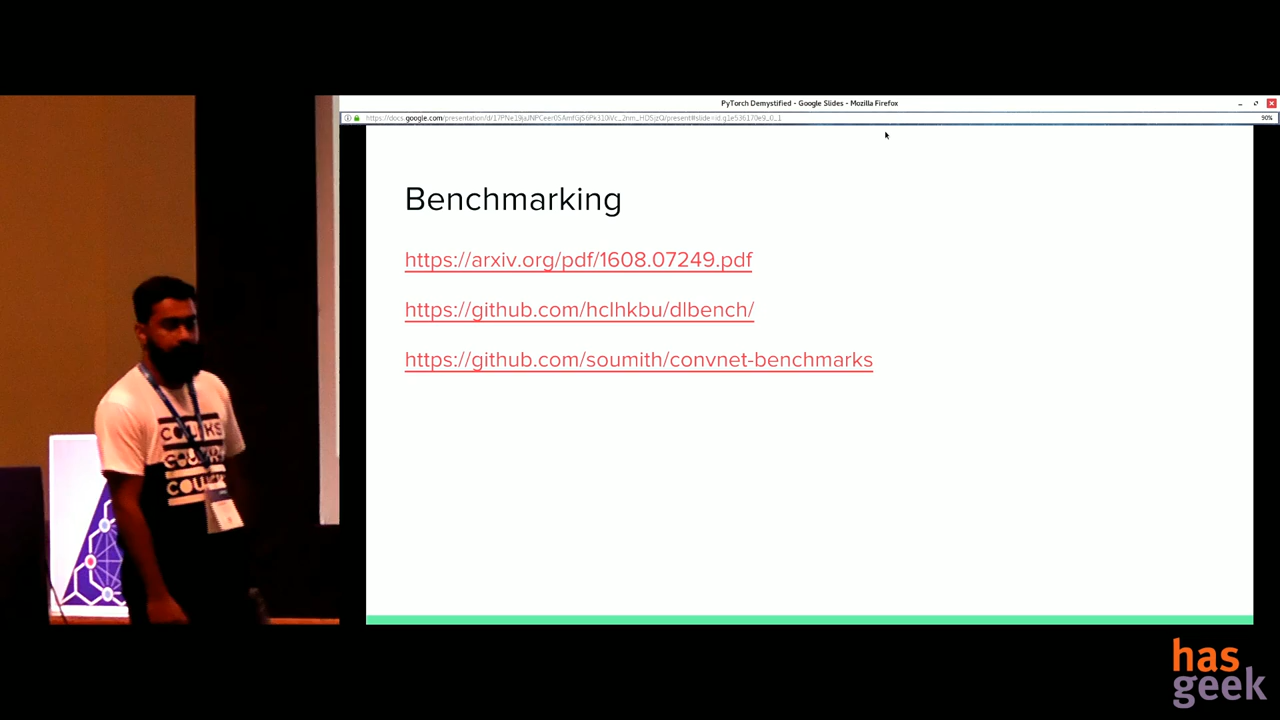 PyTorch Demystified - Google Slides - Mozilla Firefox
90%
Benchmarking
https://arxiv.org/pdf/1608.07249.pdf
https://github.com/hclhkbu/dlbench/
https://github.com/soumith/convnet-benchmarks
has
geek